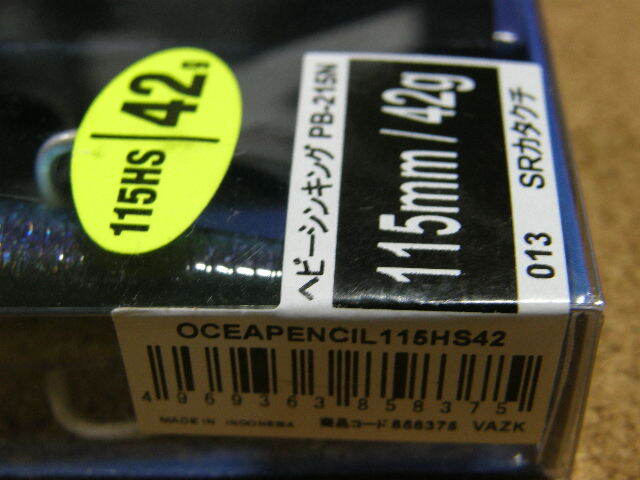 115HS 42g
ヘビーシンキング PB-215N
115mm / 42g
013 SRカタクチ
OCEAPENCIL115HS42
4969363858375
MADE IN INDONESIA 商品コード 858375 VAZK